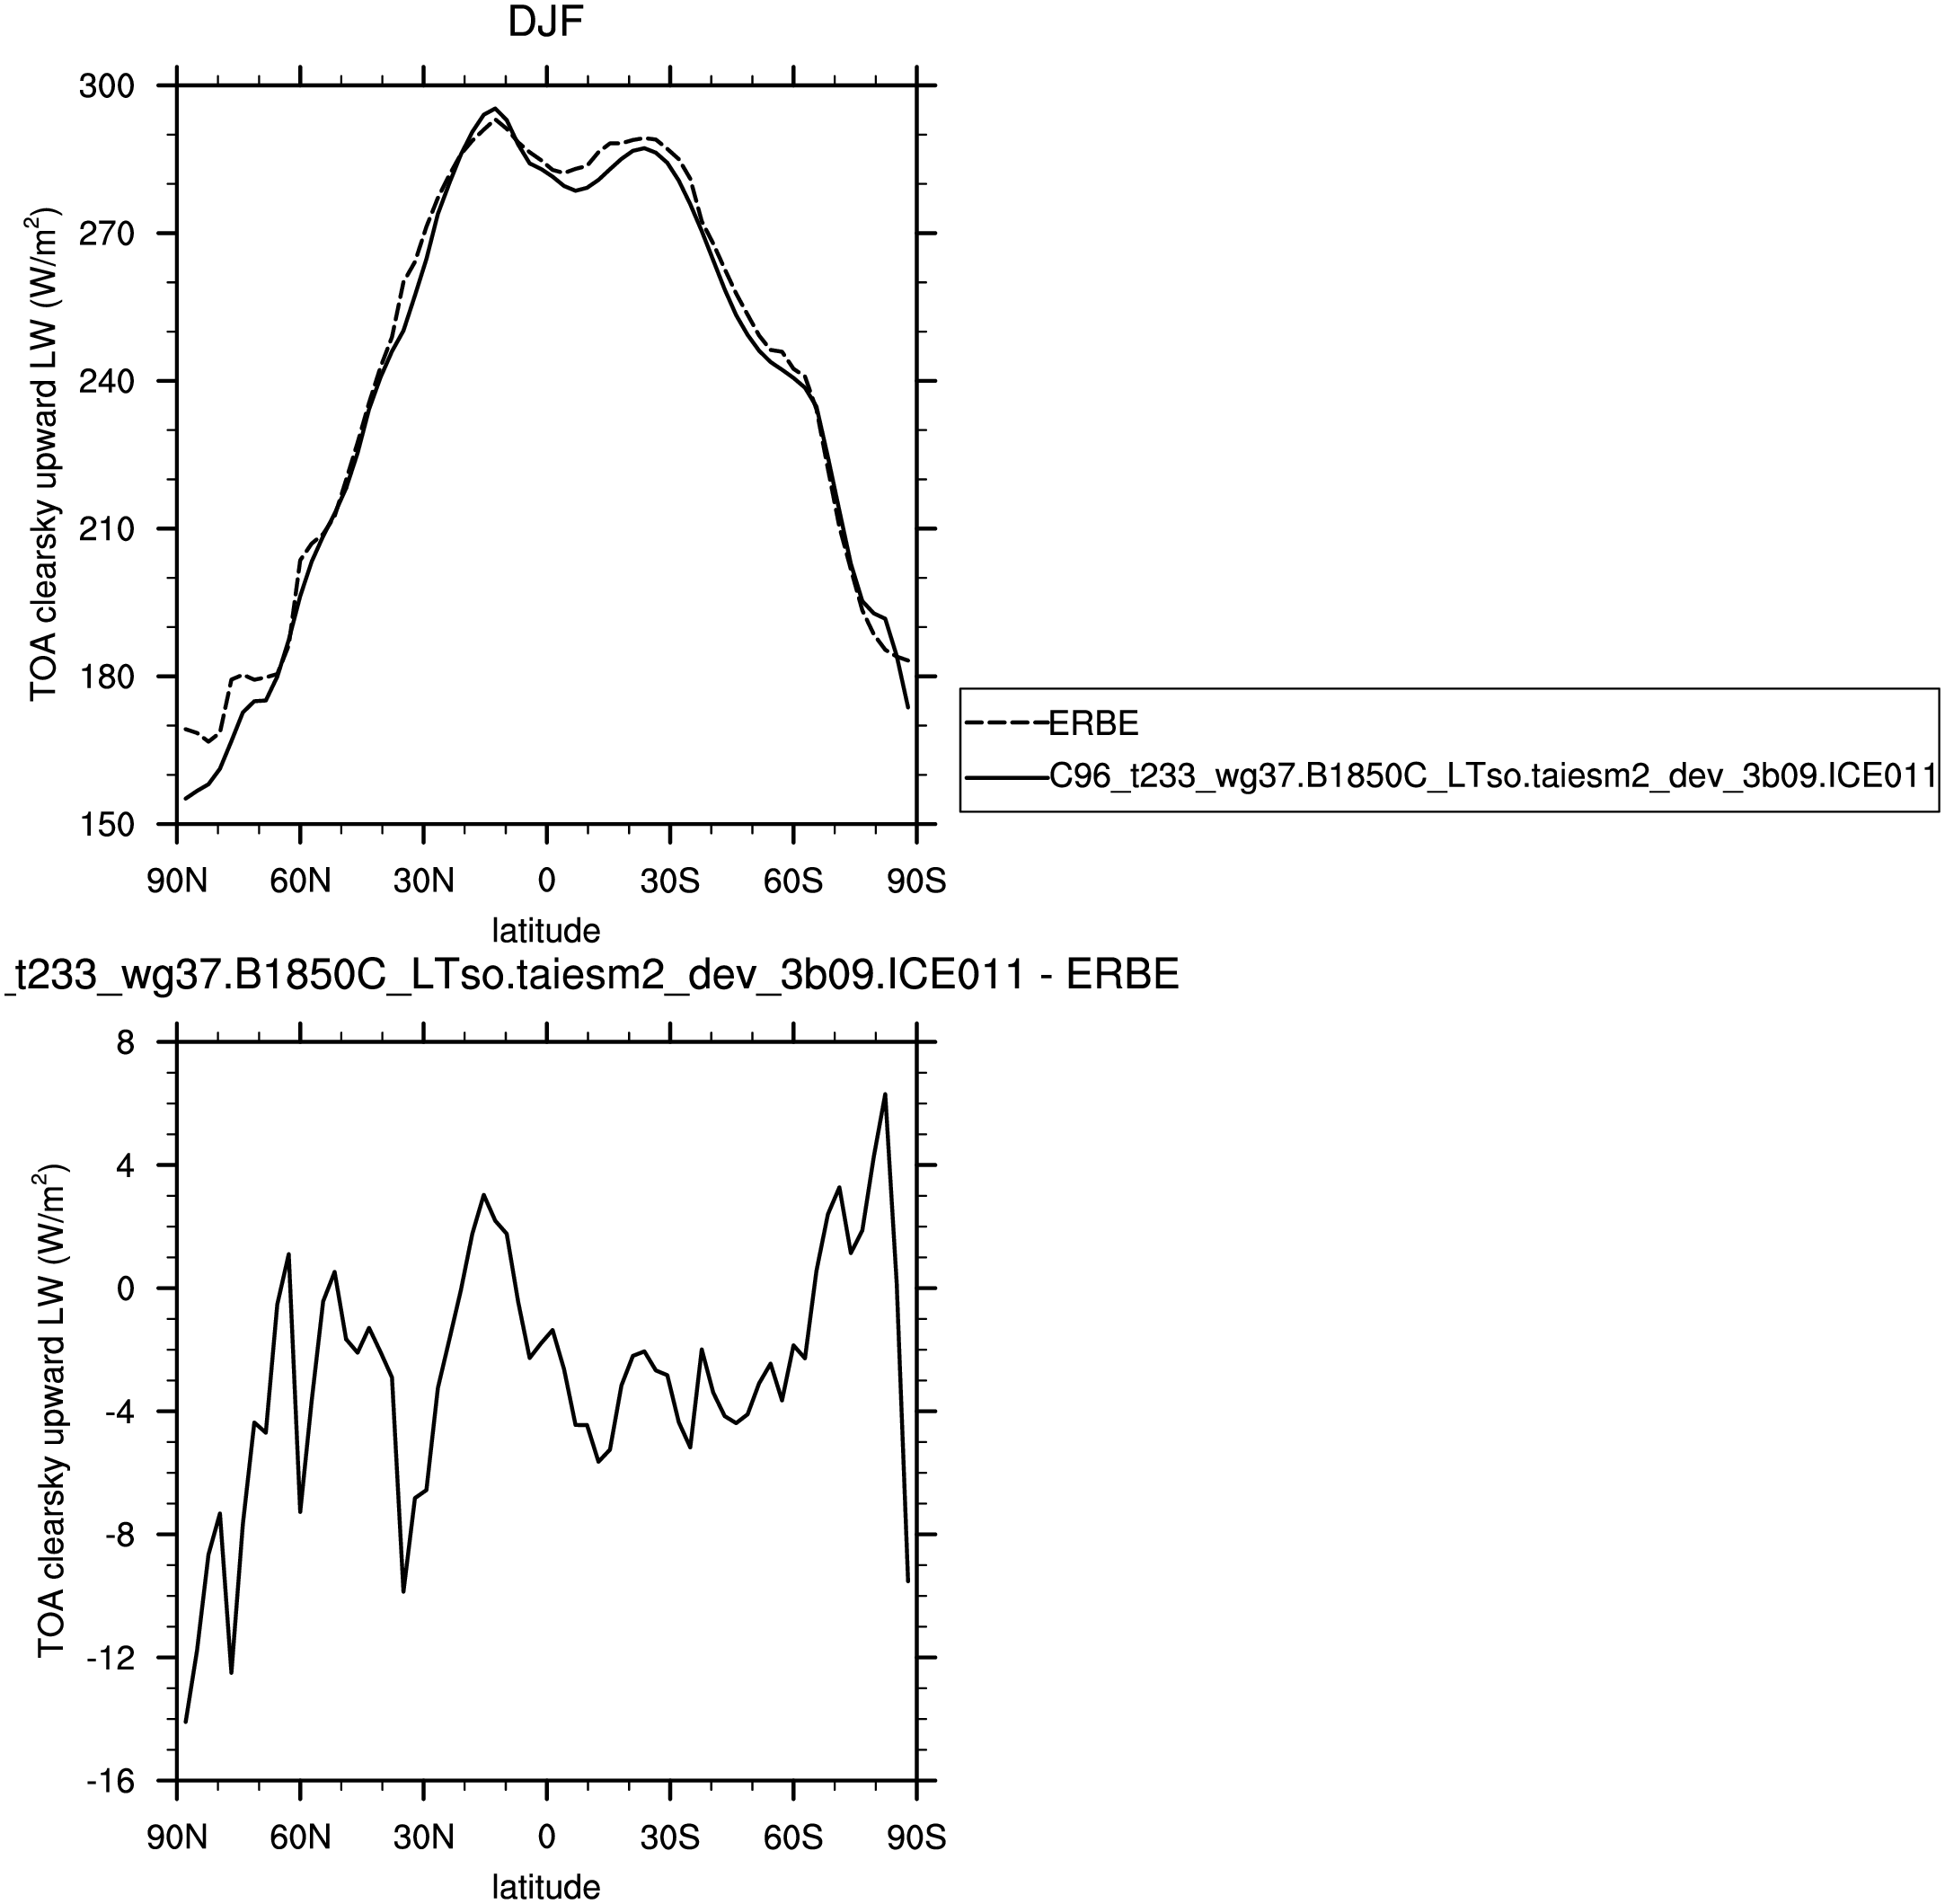 DJF
TOA clearsky upward LW (W/m²)
300
270
240
210
180
150
90N 60N 30N 0 30S 60S 90S
latitude
ERBE
C96_t233_wg37.B1850C_LTso.taiesm2_dev_3b09.ICE011
_t233_wg37.B1850C_LTso.taiesm2_dev_3b09.ICE011 - ERBE
TOA clearsky upward LW (W/m²)
8
4
0
-4
-8
-12
-16
90N 60N 30N 0 30S 60S 90S
latitude